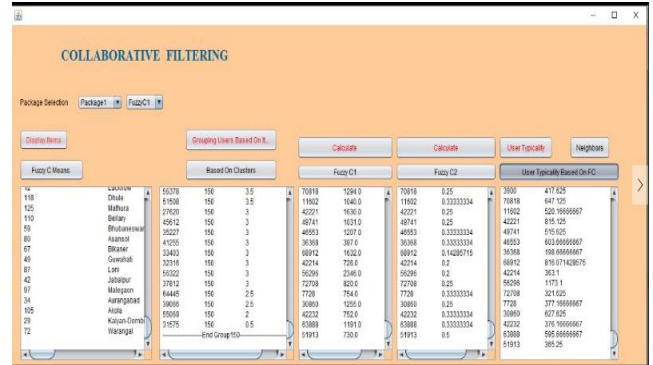 COLLABORATIVE FILTERING
Package Selection Package1 FuzzyC1
Display Items Grouping Users Based On It... Calculate Calculate User Typicality Neighbors
Fuzzy C Means Based On Clusters Fuzzy C1 Fuzzy C2 User Typicality Based On FC
12 Lucknow
118 Dhule
125 Mathura
110 Bellary
59 Bhubaneswar
80 Asansol
67 Bikaner
49 Guwahati
87 Loni
42 Jabalpur
97 Malegaon
34 Aurangabad
105 Akola
29 Kalyan-Dombi
72 Warangal
56378 150 3.5
51508 150 3.5
27620 150 3
45612 150 3
35227 150 3
41255 150 3
33403 150 3
32316 150 3
56322 150 3
37812 150 3
64445 150 2.5
39066 150 2.5
55069 150 2
31575 150 0.5
End Group150
70818 1294.0
11602 1040.0
42221 1630.0
49741 1031.0
46553 1207.0
36368 397.0
68912 1632.0
42214 726.0
56296 2346.0
72708 820.0
7728 754.0
30860 1255.0
42232 752.0
63888 1191.0
51913 730.0
70818 0.25
11602 0.33333334
42221 0.25
49741 0.25
46553 0.33333334
36368 0.33333334
68912 0.14285715
42214 0.2
56296 0.2
72708 0.25
7728 0.33333334
30860 0.25
42232 0.33333334
63888 0.33333334
51913 0.5
3900 417.625
70818 647.125
11602 520.16666667
42221 815.125
49741 515.625
46553 603.66666667
36368 198.66666667
68912 816.071428575
42214 363.1
56296 1173.1
72708 321.625
7728 377.16666667
30860 627.625
42232 376.16666667
63888 595.66666667
51913 365.25